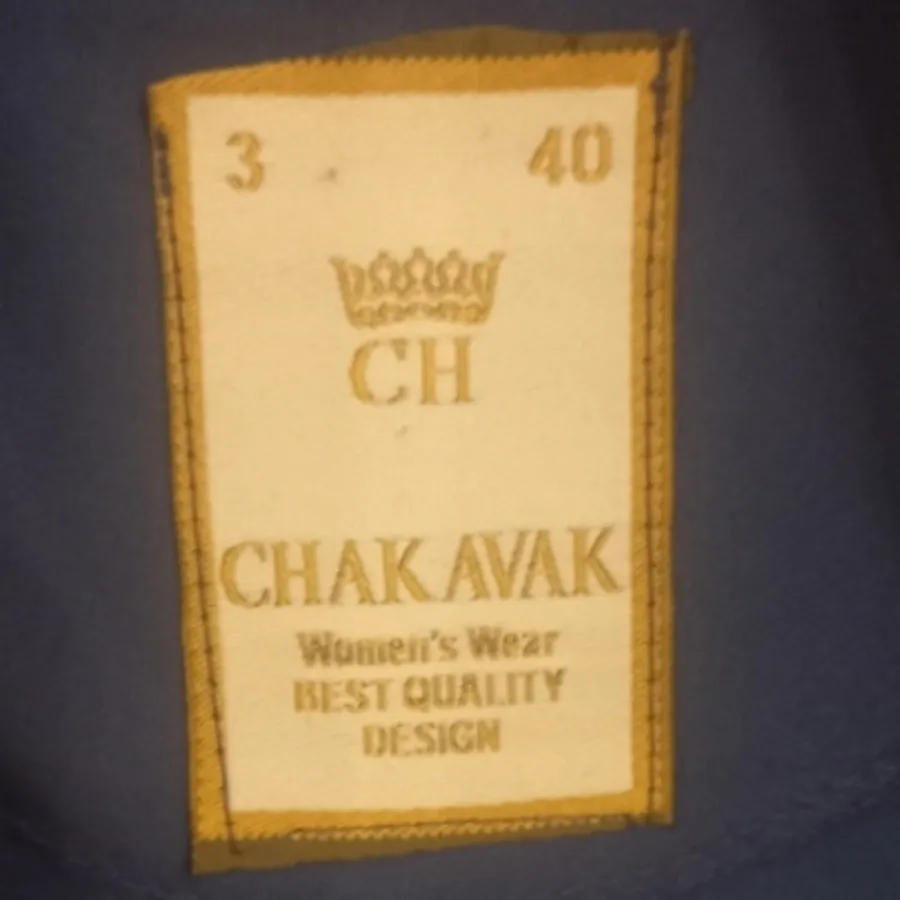 3 40
CH
CHAKAVAK
Women's Wear
BEST QUALITY
DESIGN